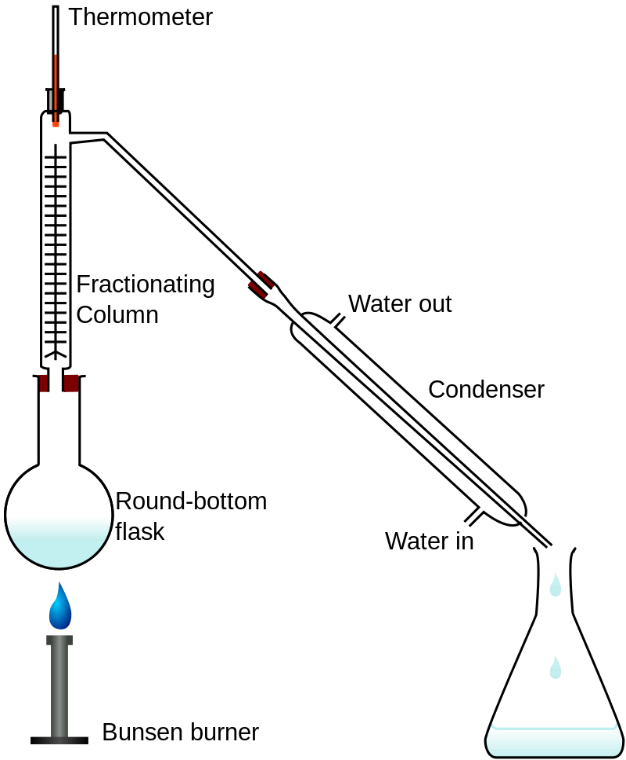 Thermometer
Fractionating
Column
Water out
Condenser
Round-bottom
flask
Water in
Bunsen burner